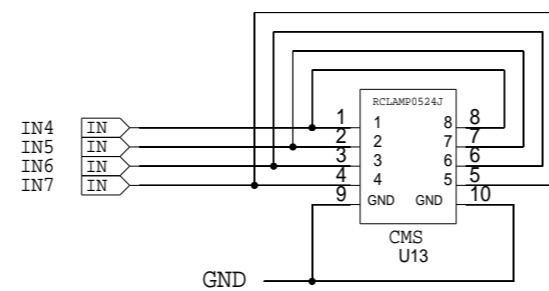 RCLAMP0524J
IN4 IN 1 1 8 8
IN5 IN 2 2 7 7
IN6 IN 3 3 6 6
IN7 IN 4 4 5 5
9 GND GND 10
CMS
U13
GND